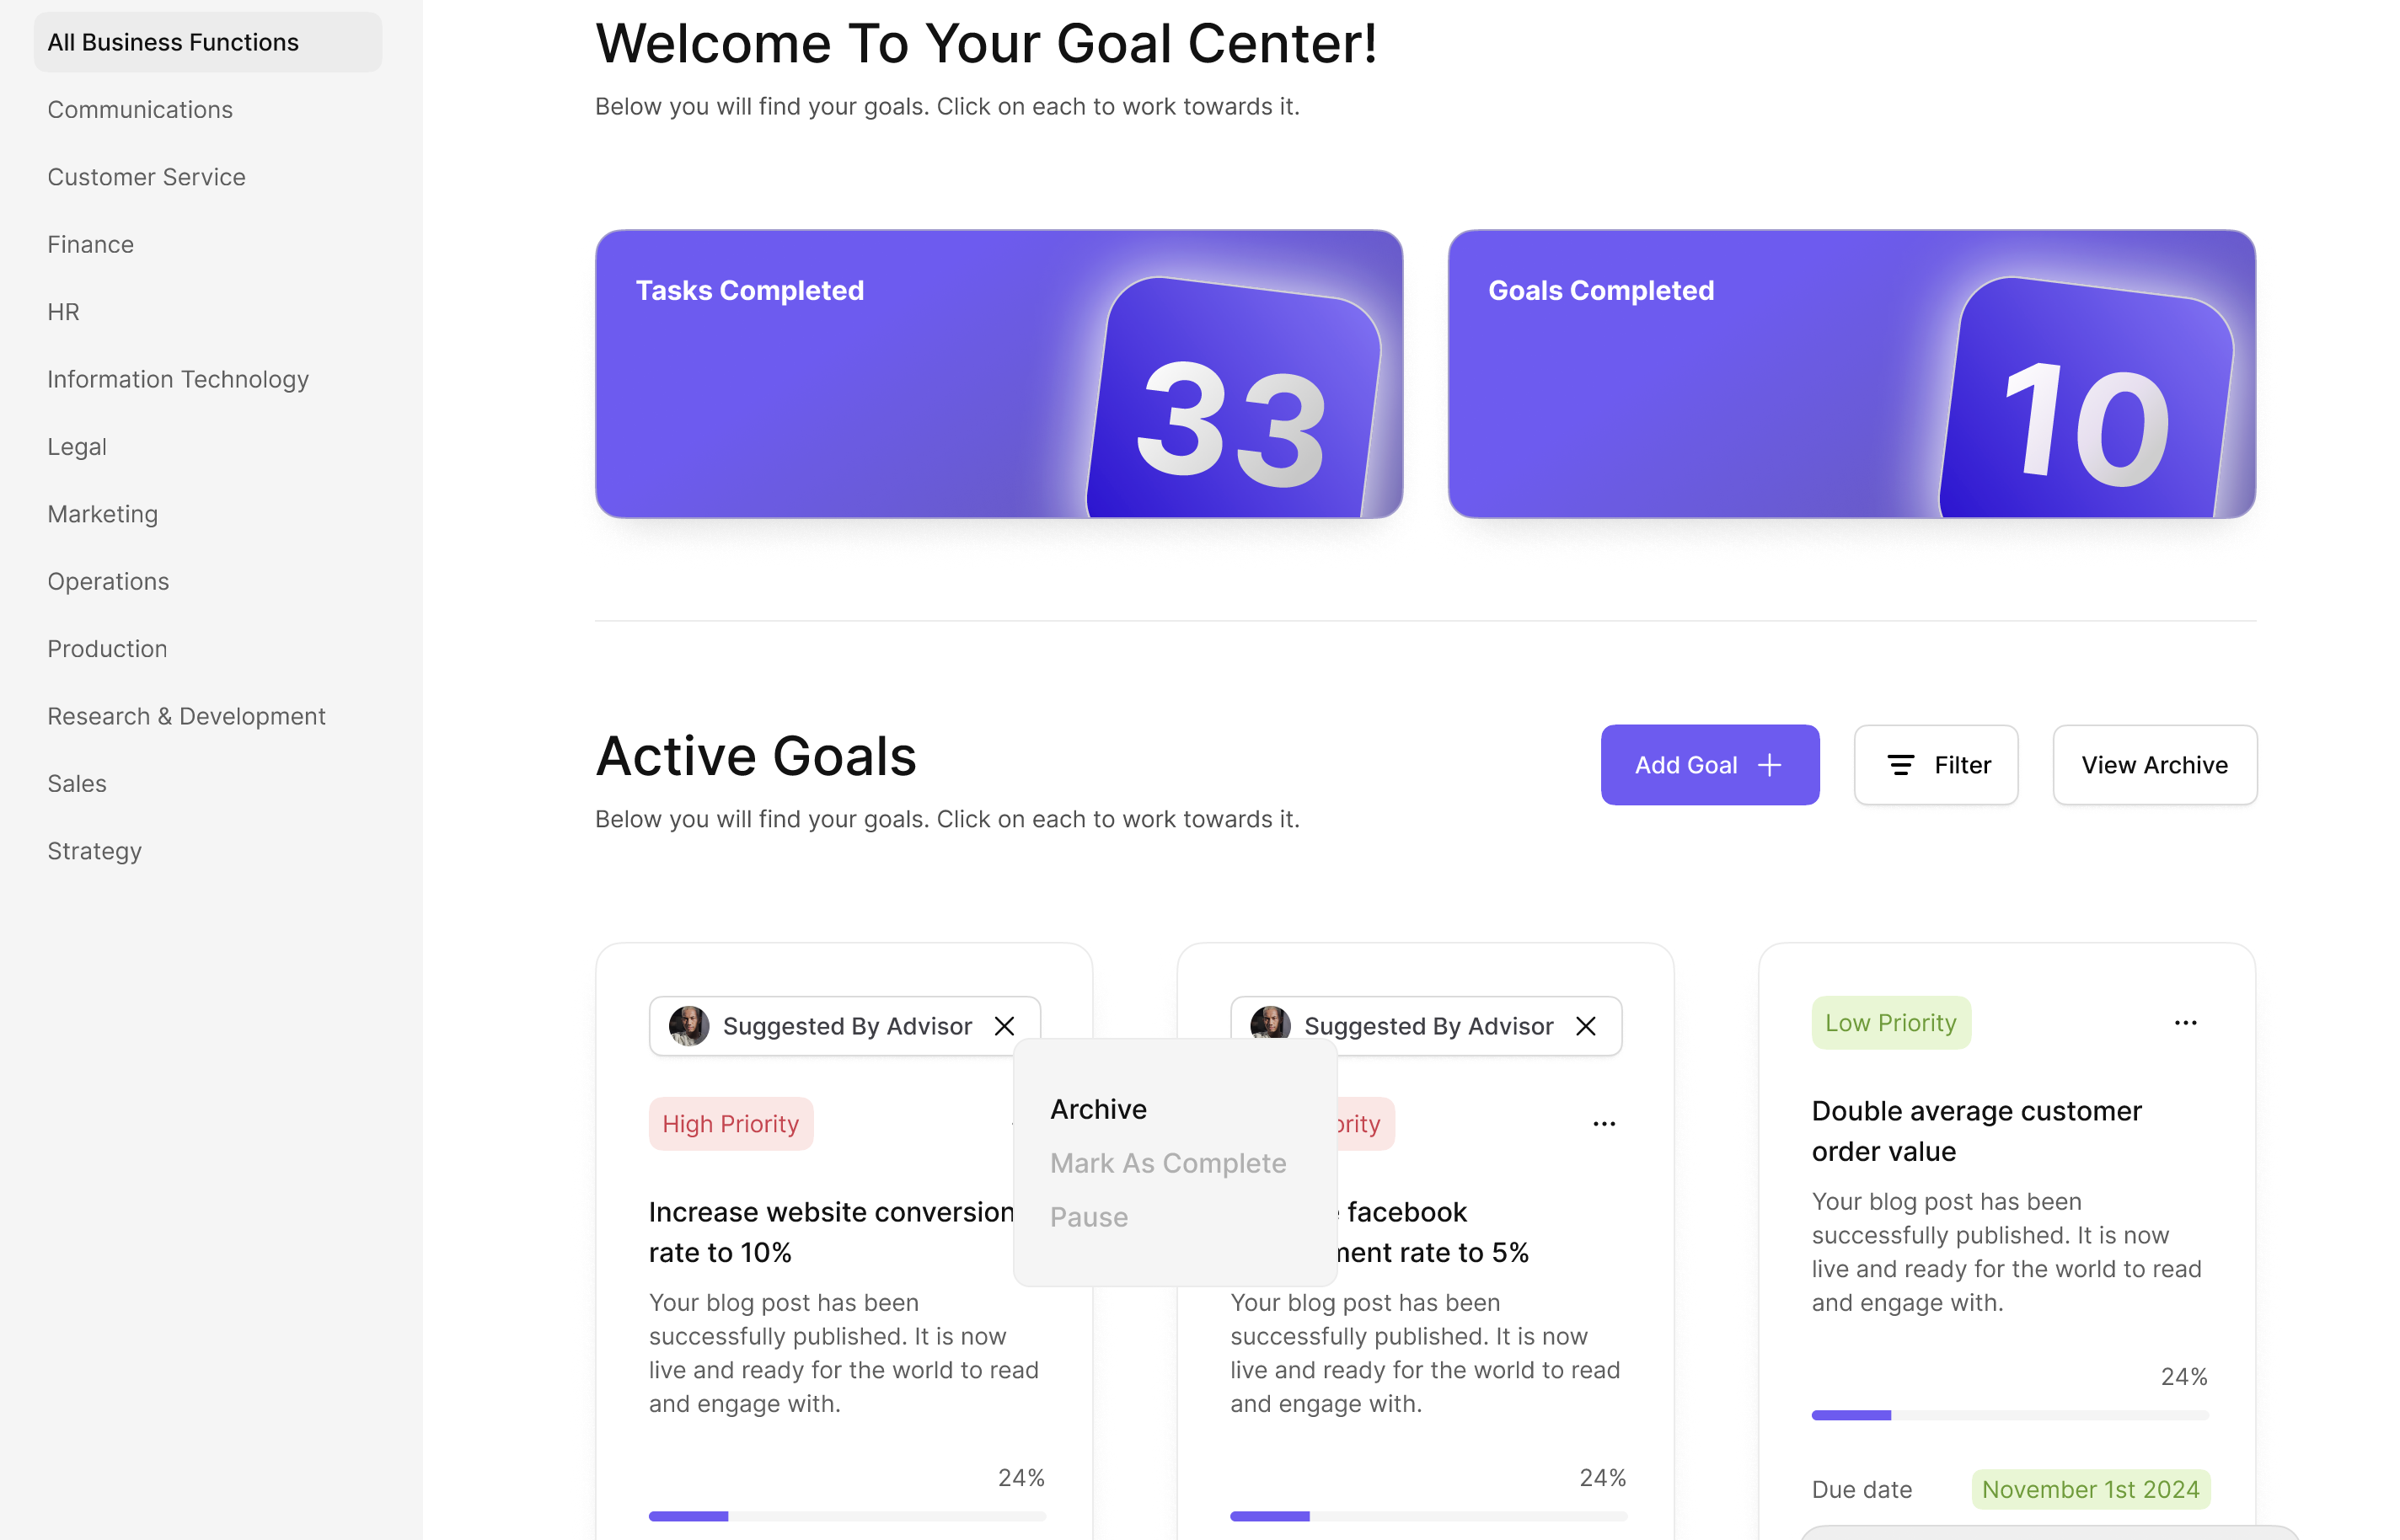 All Business Functions
Communications
Customer Service
Finance
HR
Information Technology
Legal
Marketing
Operations
Production
Research & Development
Sales
Strategy
Welcome To Your Goal Center!
Below you will find your goals. Click on each to work towards it.
Tasks Completed
33
Goals Completed
10
Active Goals
Below you will find your goals. Click on each to work towards it.
Add Goal
Filter
View Archive
Suggested By Advisor
High Priority
Increase website conversion
rate to 10%
Your blog post has been
successfully published. It is now
live and ready for the world to read
and engage with.
24%
Archive
Mark As Complete
Pause
Suggested By Advisor
facebook
rate to 5%
Your blog post has been
successfully published. It is now
live and ready for the world to read
and engage with.
24%
Low Priority
Double average customer
order value
Your blog post has been
successfully published. It is now
live and ready for the world to read
and engage with.
24%
Due date
November 1st 2024